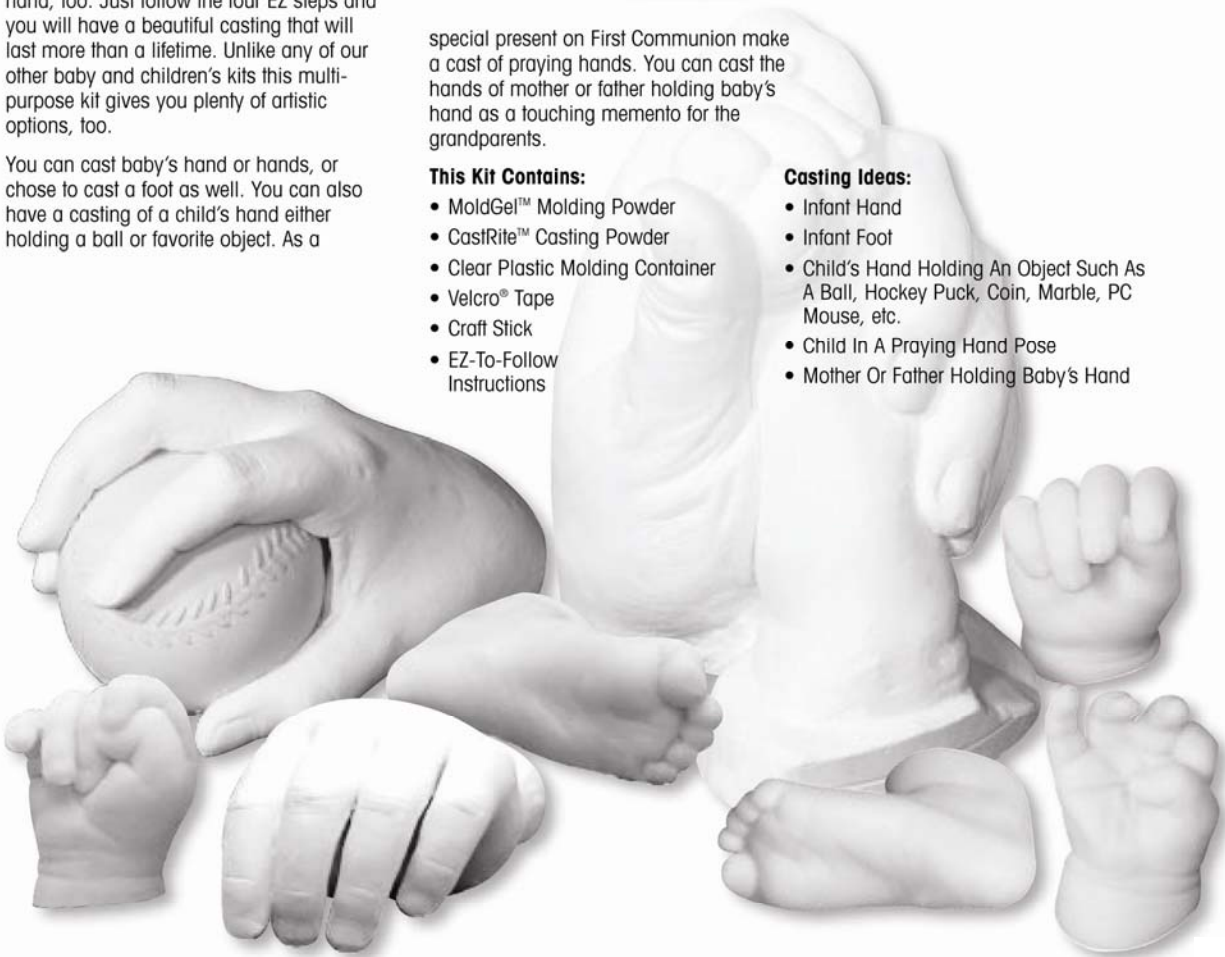 hand, too. Just follow the four EZ steps and
you will have a beautiful casting that will
last more than a lifetime. Unlike any of our
other baby and children's kits this multi-
purpose kit gives you plenty of artistic
options, too.
You can cast baby's hand or hands, or
chose to cast a foot as well. You can also
have a casting of a child's hand either
holding a ball or favorite object. As a
special present on First Communion make
a cast of praying hands. You can cast the
hands of mother or father holding baby's
hand as a touching memento for the
grandparents.
This Kit Contains:
• MoldGel™ Molding Powder
• CastRite™ Casting Powder
• Clear Plastic Molding Container
• Velcro® Tape
• Craft Stick
• EZ-To-Follow
Instructions
Casting Ideas:
• Infant Hand
• Infant Foot
• Child's Hand Holding An Object Such As
A Ball, Hockey Puck, Coin, Marble, PC
Mouse, etc.
• Child In A Praying Hand Pose
• Mother Or Father Holding Baby's Hand